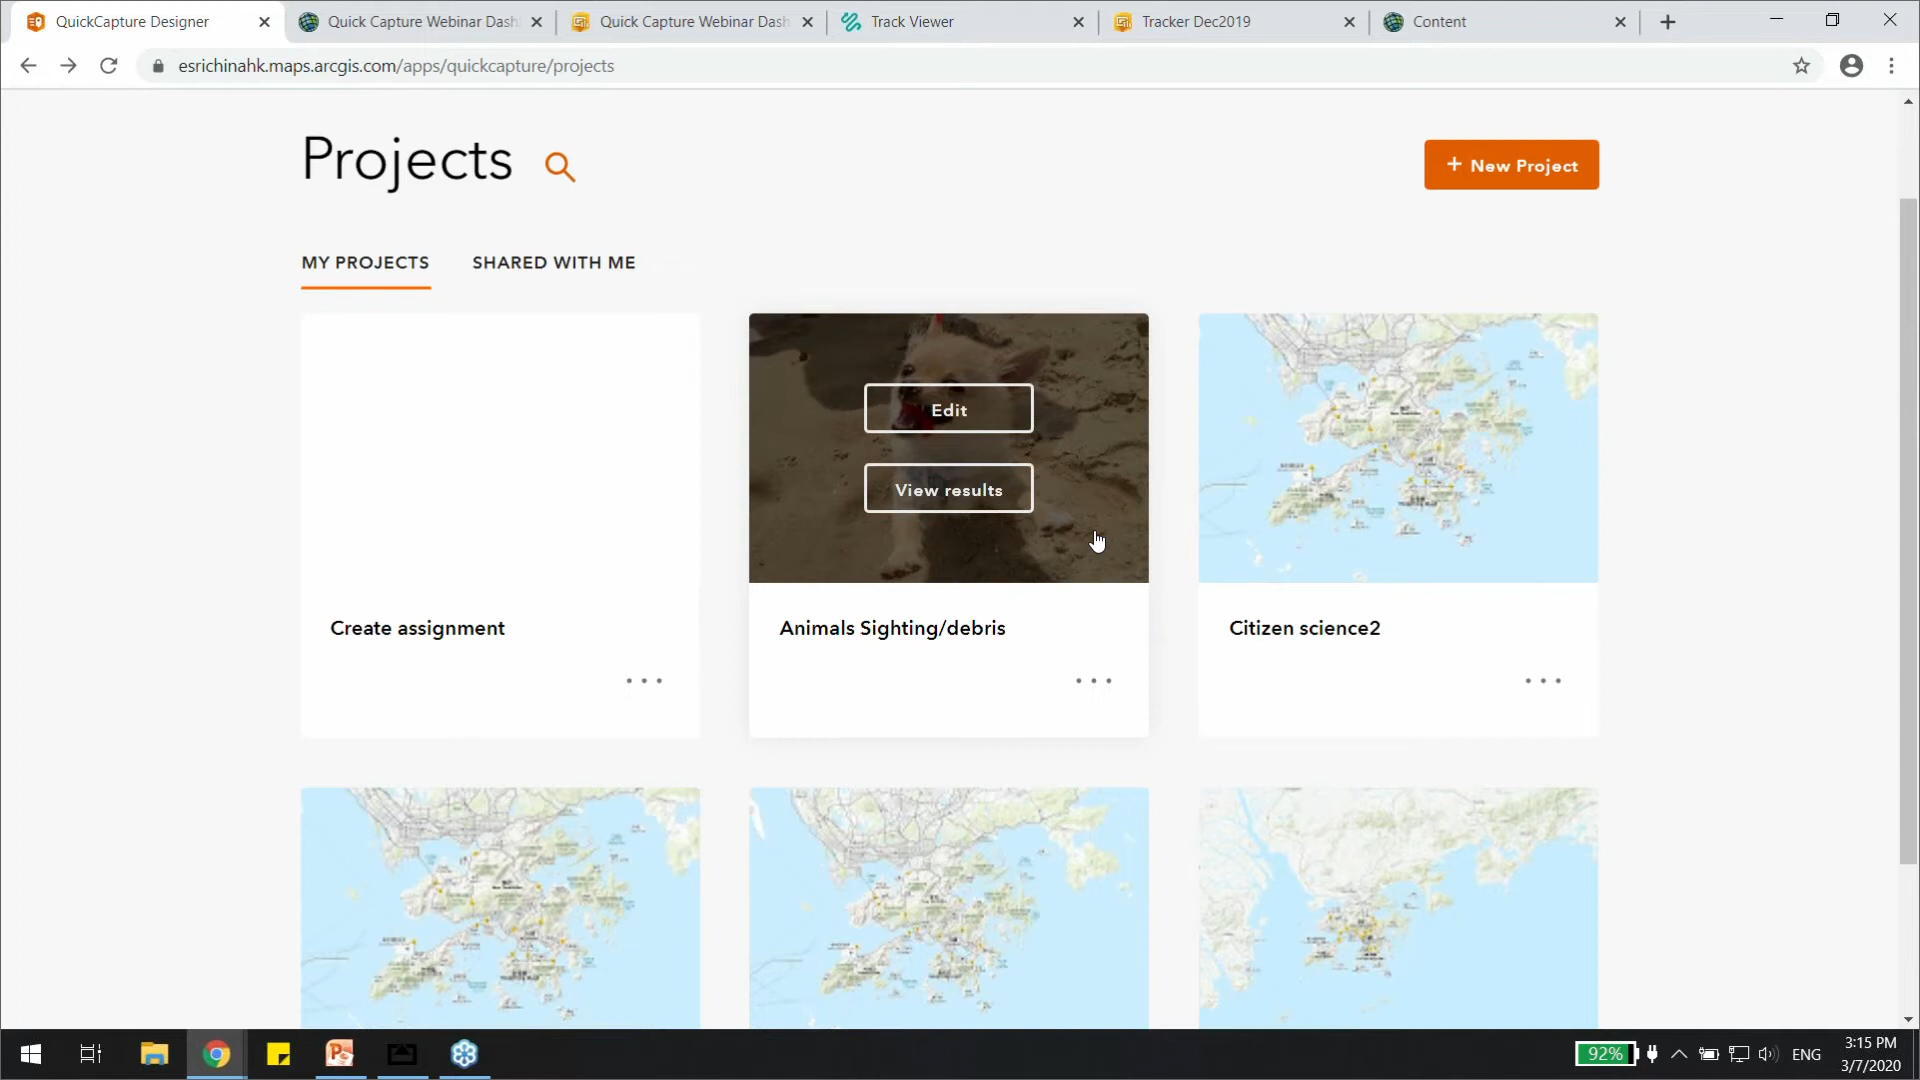 QuickCapture Designer
Quick Capture Webinar Dash
Quick Capture Webinar Dash
Track Viewer
Tracker Dec2019
Content
esrichinahk.maps.arcgis.com/apps/quickcapture/projects
Projects
+ New Project
MY PROJECTS
SHARED WITH ME
Edit
View results
Create assignment
Animals Sighting/debris
Citizen science2
92%
ENG
3:15 PM
3/7/2020